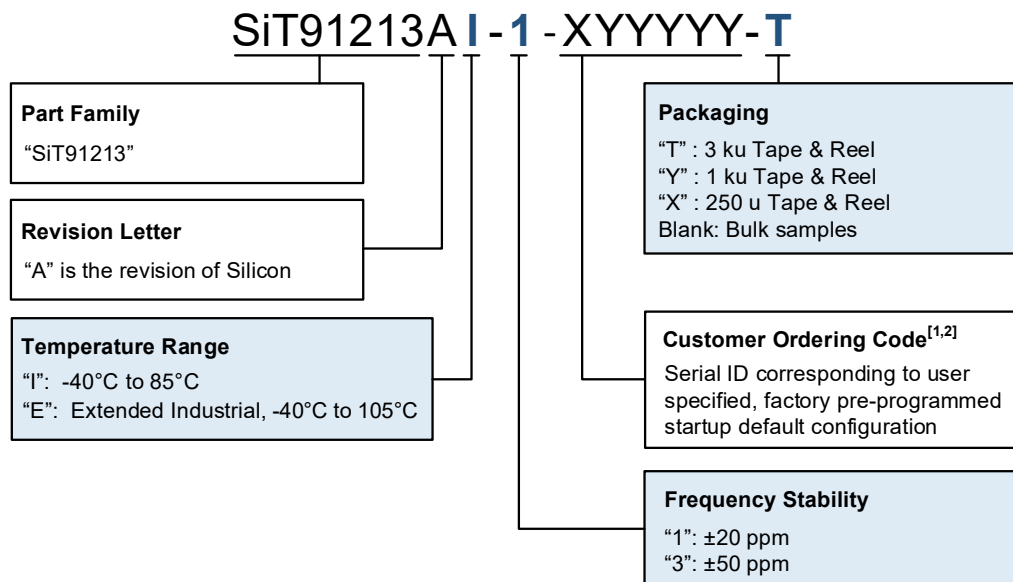 SiT91213AI-1-XYYYYY-T
Part Family
“SiT91213”
Revision Letter
“A” is the revision of Silicon
Temperature Range
“I”: -40°C to 85°C
“E”: Extended Industrial, -40°C to 105°C
Packaging
“T” : 3 ku Tape & Reel
“Y” : 1 ku Tape & Reel
“X” : 250 u Tape & Reel
Blank: Bulk samples
Customer Ordering Code[1,2]
Serial ID corresponding to user
specified, factory pre-programmed
startup default configuration
Frequency Stability
“1”: ±20 ppm
“3”: ±50 ppm